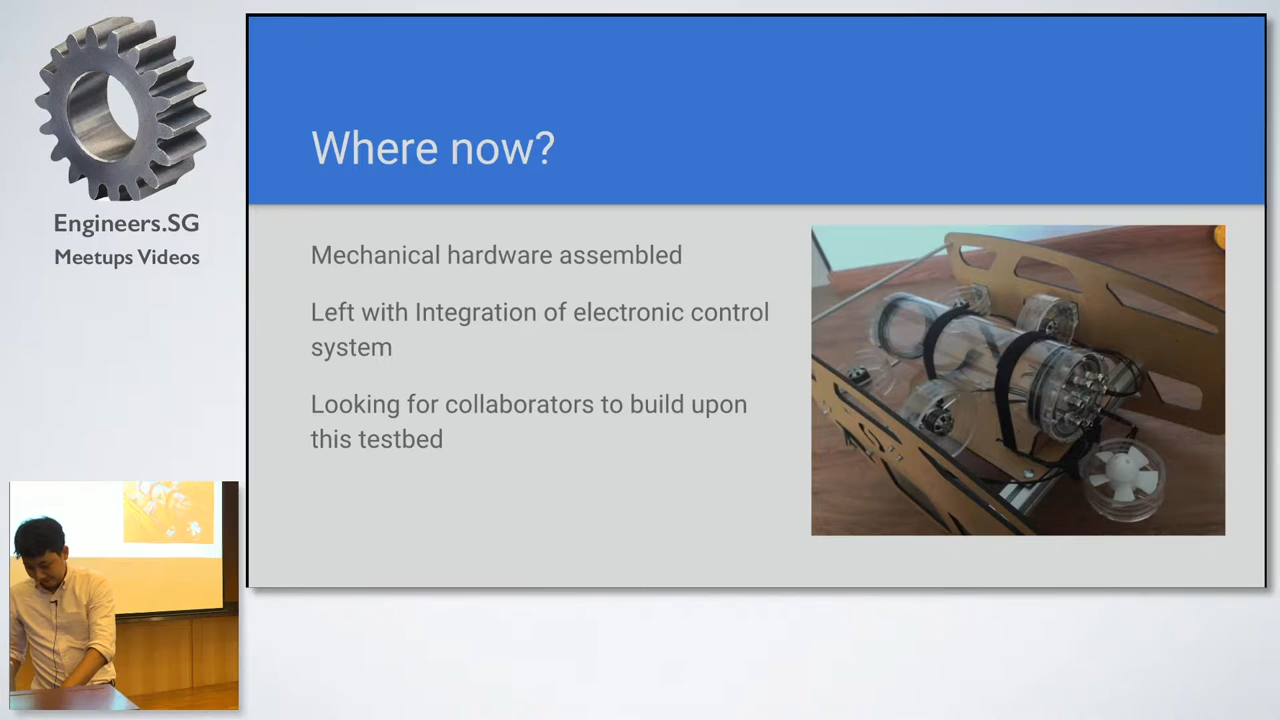 Engineers.SG
Meetups Videos
Where now?
Mechanical hardware assembled
Left with Integration of electronic control
system
Looking for collaborators to build upon
this testbed